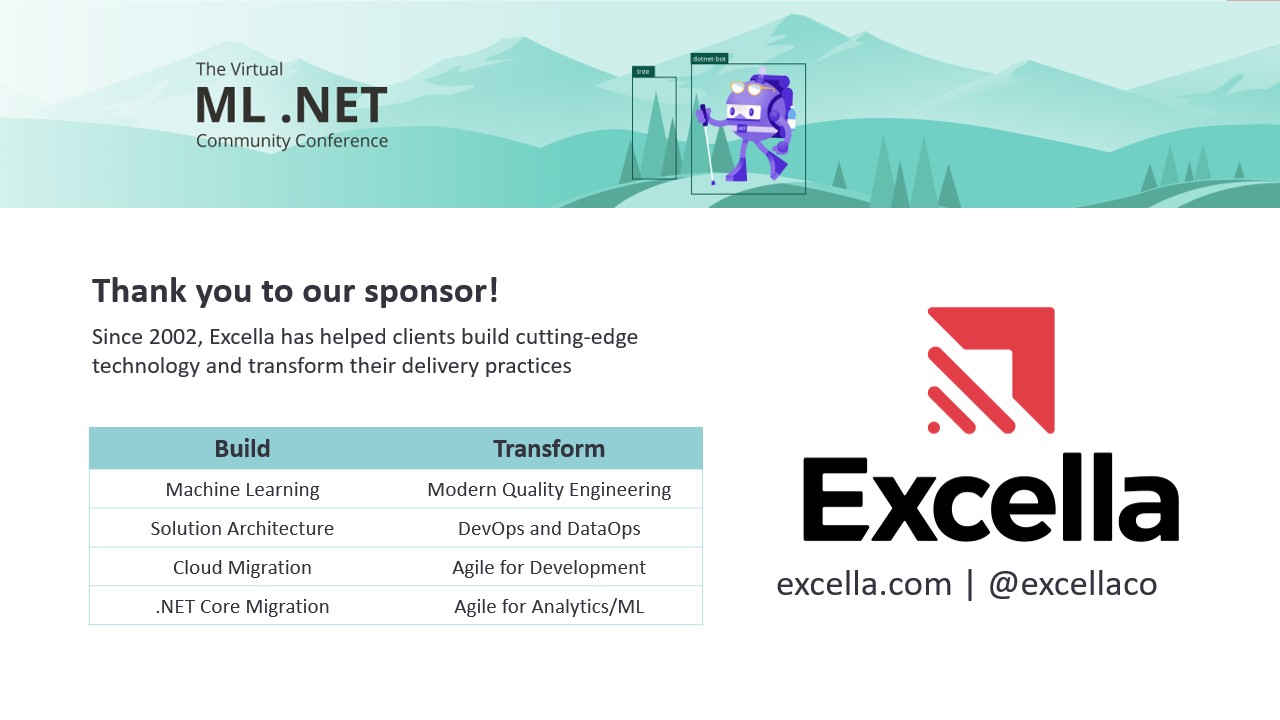 The Virtual
ML .NET
Community Conference
tree
dotnet-bot
.NET
Thank you to our sponsor!
Since 2002, Excella has helped clients build cutting-edge
technology and transform their delivery practices
Build Transform
Machine Learning Modern Quality Engineering
Solution Architecture DevOps and DataOps
Cloud Migration Agile for Development
.NET Core Migration Agile for Analytics/ML
Excella
excella.com | @excellaco